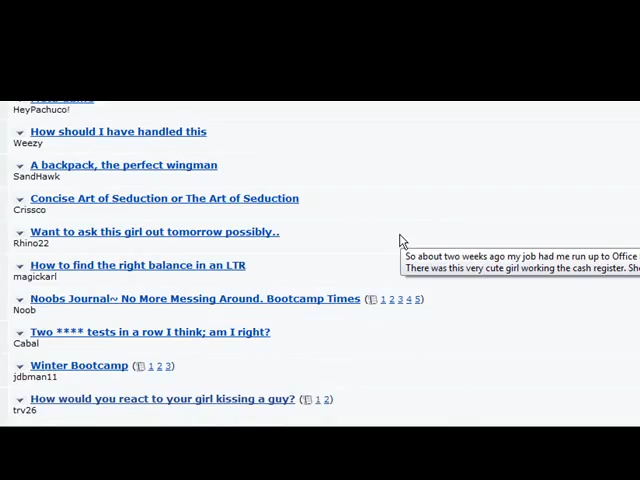 HeyPachuco!
How should I have handled this
Weezy
A backpack, the perfect wingman
SandHawk
Concise Art of Seduction or The Art of Seduction
Crissco
Want to ask this girl out tomorrow possibly..
Rhino22
So about two weeks ago my job had me run up to Office
There was this very cute girl working the cash register. She
How to find the right balance in an LTR
magickarl
Noobs Journal~ No More Messing Around. Bootcamp Times ( 1 2 3 4 5)
Noob
Two **** tests in a row I think; am I right?
Cabal
Winter Bootcamp ( 1 2 3)
jdbman11
How would you react to your girl kissing a guy? ( 1 2)
trv26